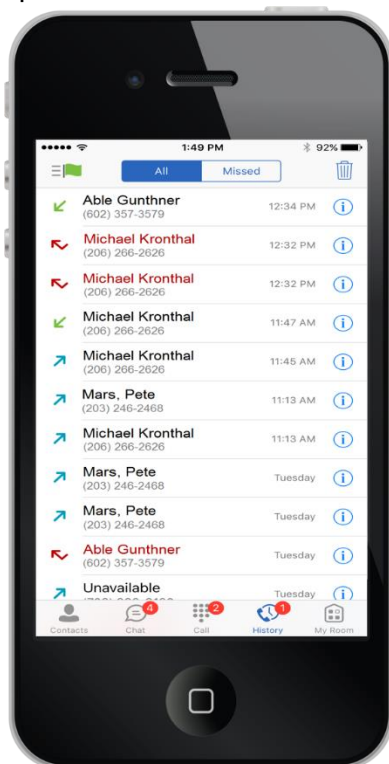 1:49 PM
92%
All
Missed
Able Gunthner
12:34 PM
(602) 357-3579
Michael Kronthal
12:32 PM
(206) 266-2626
Michael Kronthal
12:32 PM
(206) 266-2626
Michael Kronthal
11:47 AM
(206) 266-2626
Michael Kronthal
11:45 AM
(206) 266-2626
Mars, Pete
11:13 AM
(203) 246-2468
Michael Kronthal
11:13 AM
(206) 266-2626
Mars, Pete
Tuesday
(203) 246-2468
Mars, Pete
Tuesday
(203) 246-2468
Able Gunthner
Tuesday
(602) 357-3579
Unavailable
Tuesday
4
2
1
Contacts
Chat
Call
History
My Room